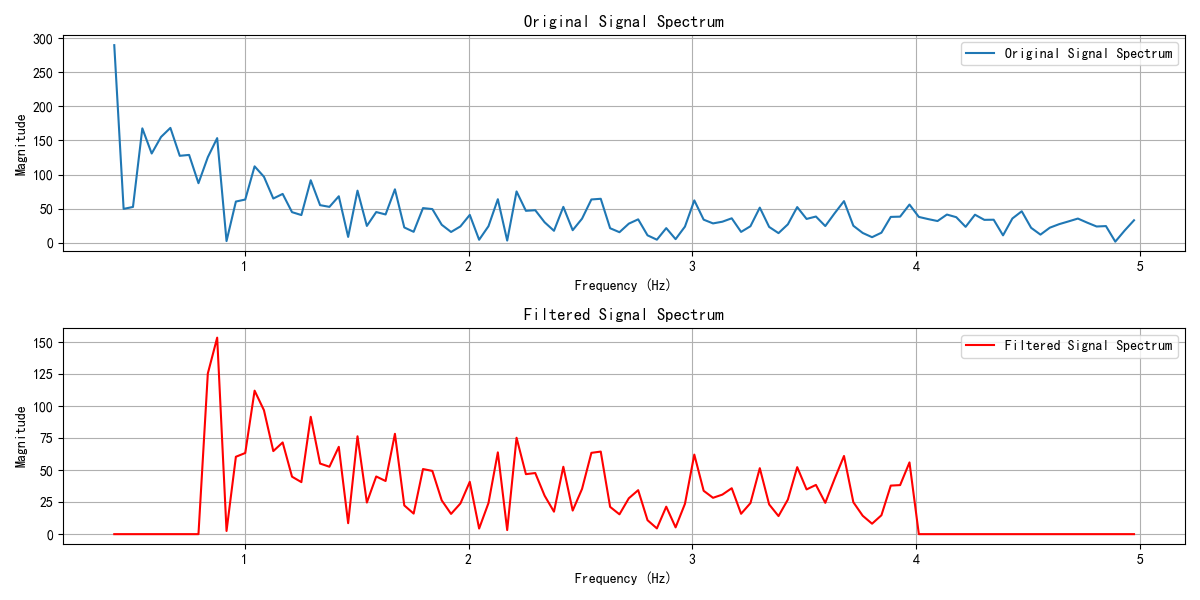 Original Signal Spectrum
300
250
200
150
100
50
0
Magnitude
Original Signal Spectrum
1 2 3 4 5
Frequency (Hz)
Filtered Signal Spectrum
150
125
100
75
50
25
0
Magnitude
Filtered Signal Spectrum
1 2 3 4 5
Frequency (Hz)